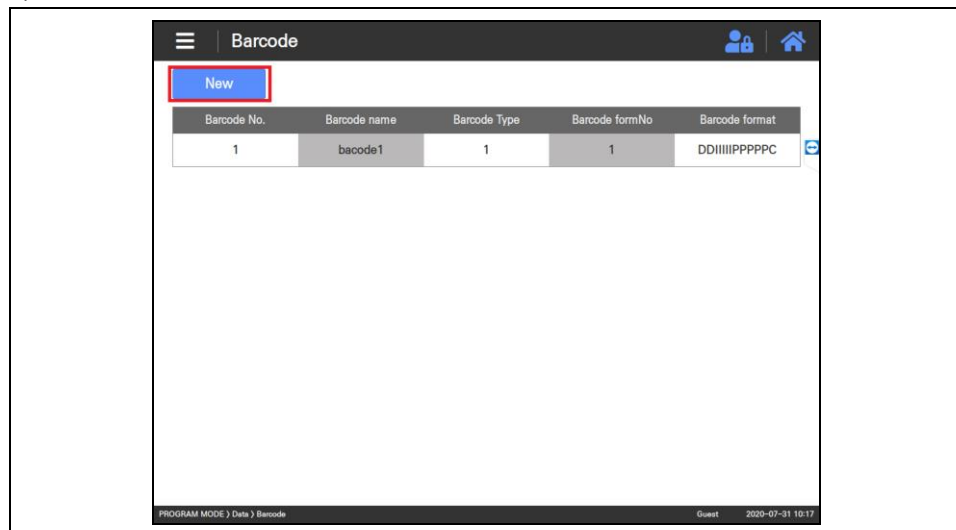 Barcode
New
Barcode No. Barcode name Barcode Type Barcode formNo Barcode format
1 bacode1 1 1 DDIIIIIPPPPPC
PROGRAM MODE ⟩ Data ⟩ Barcode Guest 2020-07-31 10:17